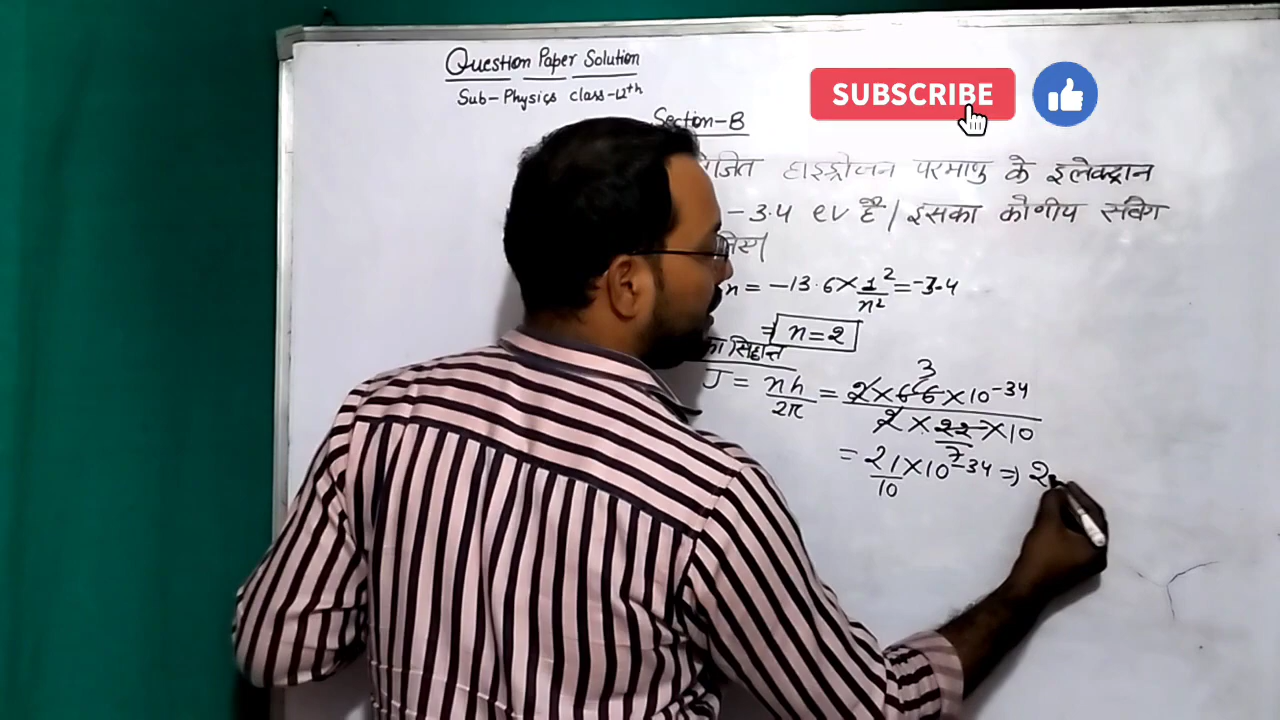 Question Paper Solution
Sub-Physics class-12th
SUBSCRIBE
Section-B
हाइड्रोजन परमाणु के इलेक्ट्रान
-3.4 eV है / इसका कोणीय संवेग
n = -13.6 × 1²/n² = -3.4
⇒ n = 2
का सिद्धान्त
J = nh/2π = 2×6.6×10⁻³⁴ / 2×22/7×10
3
= 21/10 ×10⁻³⁴ ⇒ 2.